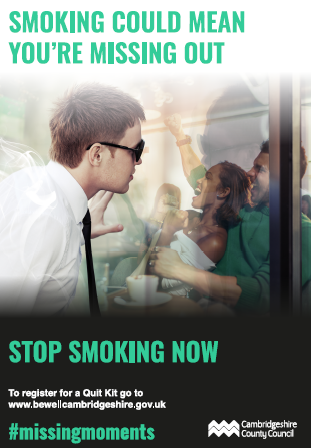 SMOKING COULD MEAN
YOU'RE MISSING OUT
STOP SMOKING NOW
To register for a Quit Kit go to
www.bewellcambridgeshire.gov.uk
#missingmoments
Cambridgeshire
County Council